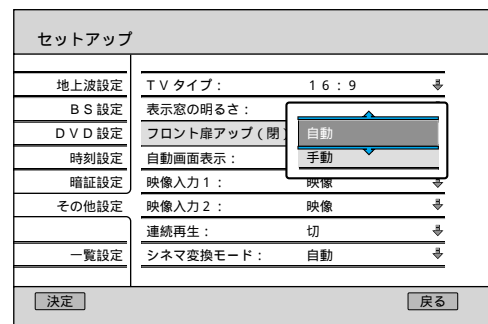 セットアップ
地上波設定
BS設定
DVD設定
時刻設定
暗証設定
その他設定
一覧設定
TVタイプ: 16:9
表示窓の明るさ:
フロント扉アップ(閉)
自動
手動
自動画面表示:
映像入力1: 映像
映像入力2: 映像
連続再生: 切
シネマ変換モード: 自動
決定
戻る